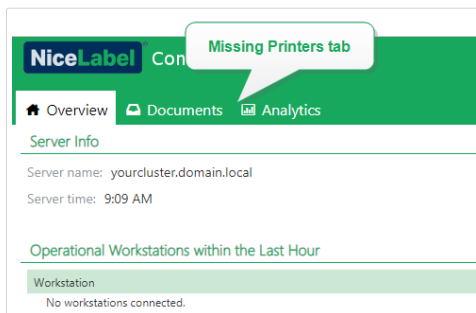 NiceLabel Con
Missing Printers tab
Overview Documents Analytics
Server Info
Server name: yourcluster.domain.local
Server time: 9:09 AM
Operational Workstations within the Last Hour
Workstation
No workstations connected.